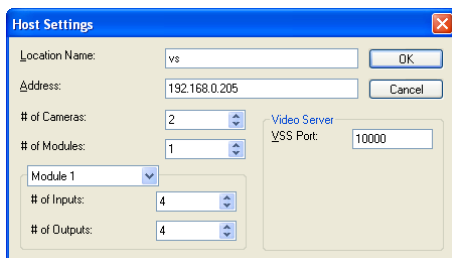 Host Settings
Location Name: vs OK
Address: 192.168.0.205 Cancel
# of Cameras: 2
Video Server
VSS Port: 10000
# of Modules: 1
Module 1
# of Inputs: 4
# of Outputs: 4